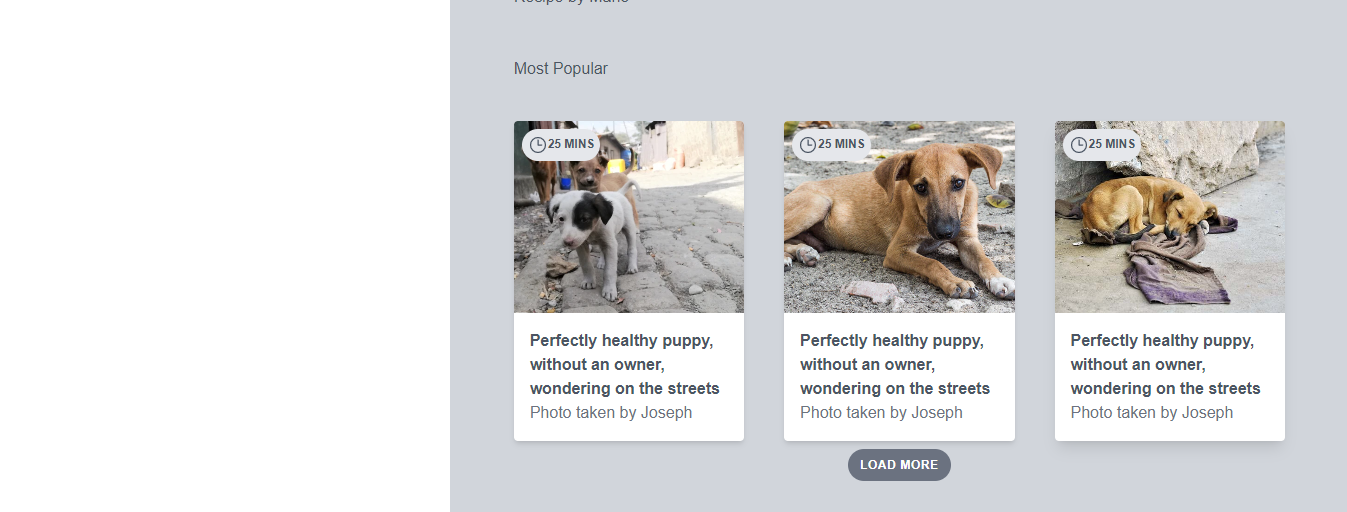 Most Popular
25 MINS
25 MINS
25 MINS
Perfectly healthy puppy,
without an owner,
wondering on the streets
Photo taken by Joseph
Perfectly healthy puppy,
without an owner,
wondering on the streets
Photo taken by Joseph
Perfectly healthy puppy,
without an owner,
wondering on the streets
Photo taken by Joseph
LOAD MORE